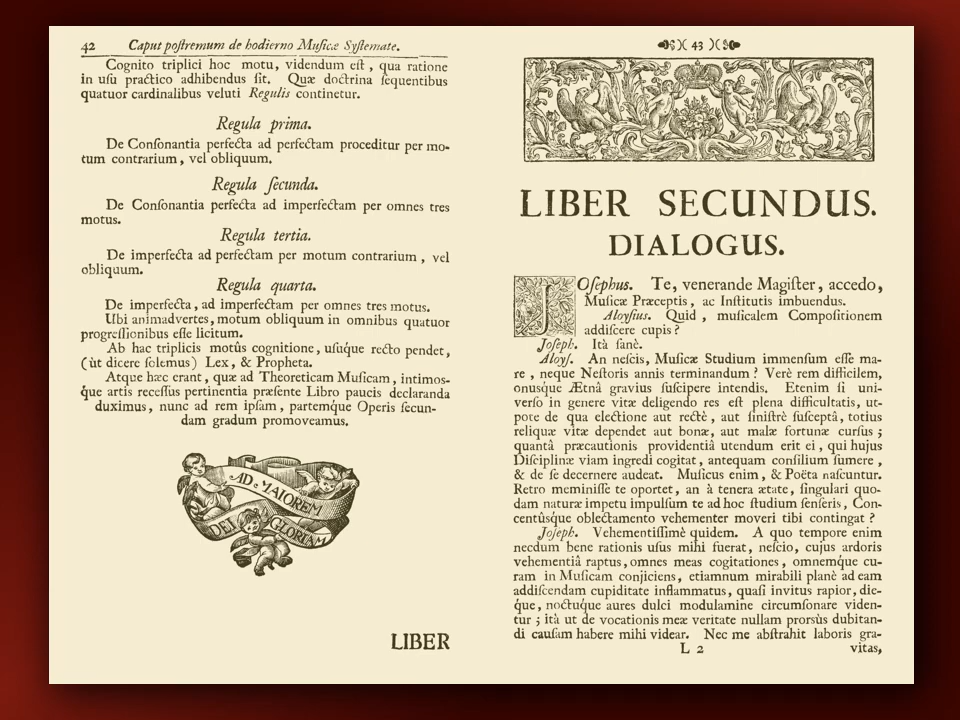 42 Caput poſtremum de hodierno Muſicæ Syſtemate.
Cognito triplici hoc motu, videndum eſt, qua ratione
in uſu practico adhibendus ſit. Quæ doctrina ſequentibus
quatuor cardinalibus veluti Regulis continetur.
Regula prima.
De Conſonantia perfecta ad perfectam proceditur per mo-
tum contrarium, vel obliquum.
Regula ſecunda.
De Conſonantia perfecta ad imperfectam per omnes tres
motus.
Regula tertia.
De imperfecta ad perfectam per motum contrarium, vel
obliquum.
Regula quarta.
De imperfecta, ad imperfectam per omnes tres motus.
Ubi animadvertes, motum obliquum in omnibus quatuor
progreſſionibus eſſe licitum.
Ab hac triplicis motûs cognitione, uſuq́ue recto pendet,
(ùt dicere ſolemus) Lex, & Propheta.
Atque hæc erant, quæ ad Theoreticam Muſicam, intimos-
q́ue artis receſſus pertinentia præſente Libro paucis declaranda
duximus, nunc ad rem ipſam, partemq́ue Operis ſecun-
dam gradum promoveamus.
AD MAIOREM
DEI GLORIAM
LIBER
)( 43 )(
LIBER SECUNDUS.
DIALOGUS.
JOſephus. Te, venerande Magiſter, accedo,
Muſicæ Præceptis, ac Inſtitutis imbuendus.
Aloyſius. Quid, muſicalem Compoſitionem
addiſcere cupis?
Joſeph. Ità ſanè.
Aloyſ. An neſcis, Muſicæ Studium immenſum eſſe ma-
re, neque Neſtoris annis terminandum? Verè rem difficilem,
onusq́ue Ætnâ gravius ſuſcipere intendis. Etenim ſi uni-
verſo in genere vitæ deligendo res eſt plena difficultatis, ut-
pote de qua electione aut rectè, aut ſiniſtrè ſuſceptâ, totius
reliquæ vitæ dependet aut bonæ, aut malæ fortunæ curſus;
quantâ præcautionis providentiâ utendum erit ei, qui hujus
Diſciplinæ viam ingredi cogitat, antequam conſilium ſumere,
& de ſe decernere audeat. Muſicus enim, & Poëta naſcuntur.
Retro meminiſſe te oportet, an à tenera ætate, ſingulari quo-
dam naturæ impetu impulſum te ad hoc ſtudium ſenſeris, Con-
centûsq́ue oblectamento vehementer moveri tibi contingat?
Joſeph. Vehementiſſimè quidem. A quo tempore enim
necdum bene rationis uſus mihi fuerat, neſcio, cujus ardoris
vehementiâ raptus, omnes meas cogitationes, omnemq́ue cu-
ram in Muſicam conjiciens, etiamnum mirabili planè ad eam
addiſcendam cupiditate inflammatus, quaſi invitus rapior, die-
q́ue, noctuq́ue aures dulci modulamine circumſonare viden-
tur; ità ut de vocationis meæ veritate nullam prorsùs dubitan-
di cauſam habere mihi videar. Nec me abſtrahit laboris gra-
L 2 vitas,